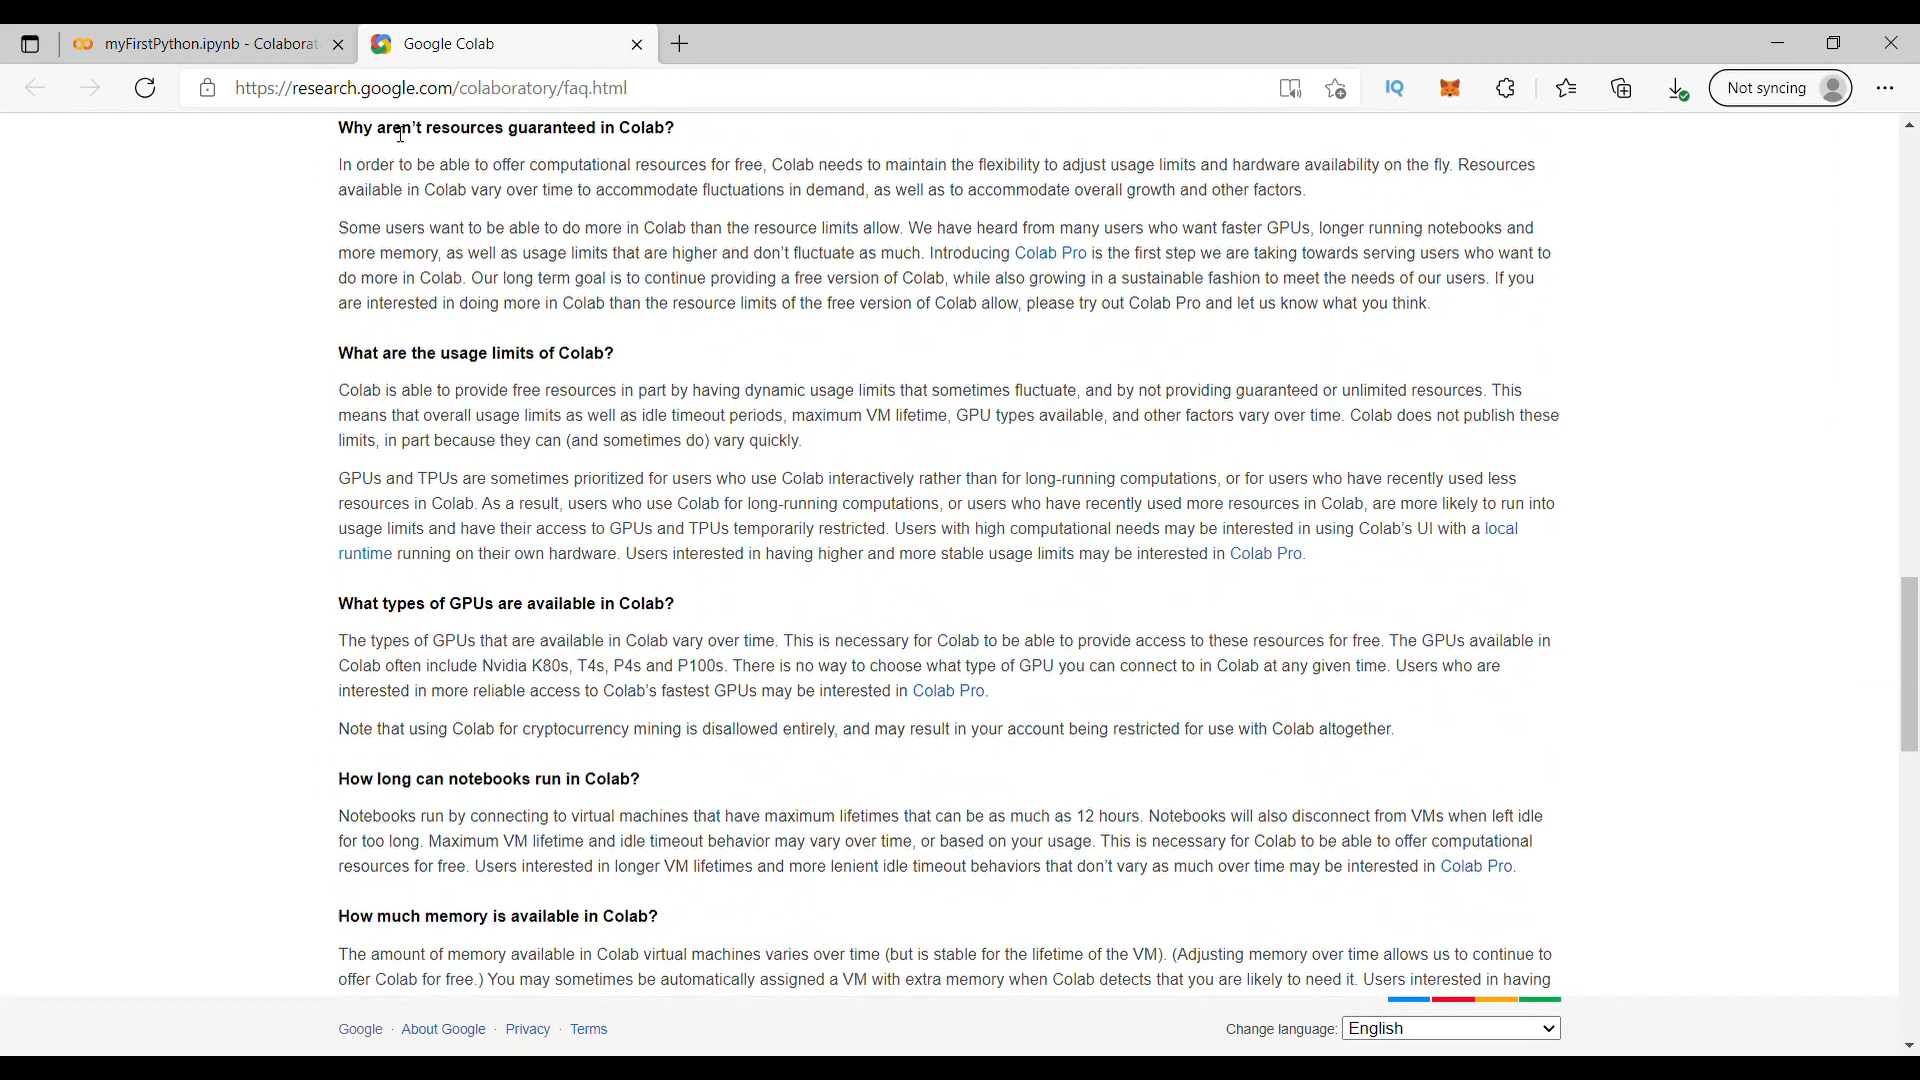 myFirstPython.ipynb - Colaborat
Google Colab
https://research.google.com/colaboratory/faq.html
IQ
Not syncing
Why aren’t resources guaranteed in Colab?
In order to be able to offer computational resources for free, Colab needs to maintain the flexibility to adjust usage limits and hardware availability on the fly. Resources
available in Colab vary over time to accommodate fluctuations in demand, as well as to accommodate overall growth and other factors.
Some users want to be able to do more in Colab than the resource limits allow. We have heard from many users who want faster GPUs, longer running notebooks and
more memory, as well as usage limits that are higher and don’t fluctuate as much. Introducing Colab Pro is the first step we are taking towards serving users who want to
do more in Colab. Our long term goal is to continue providing a free version of Colab, while also growing in a sustainable fashion to meet the needs of our users. If you
are interested in doing more in Colab than the resource limits of the free version of Colab allow, please try out Colab Pro and let us know what you think.
What are the usage limits of Colab?
Colab is able to provide free resources in part by having dynamic usage limits that sometimes fluctuate, and by not providing guaranteed or unlimited resources. This
means that overall usage limits as well as idle timeout periods, maximum VM lifetime, GPU types available, and other factors vary over time. Colab does not publish these
limits, in part because they can (and sometimes do) vary quickly.
GPUs and TPUs are sometimes prioritized for users who use Colab interactively rather than for long-running computations, or for users who have recently used less
resources in Colab. As a result, users who use Colab for long-running computations, or users who have recently used more resources in Colab, are more likely to run into
usage limits and have their access to GPUs and TPUs temporarily restricted. Users with high computational needs may be interested in using Colab’s UI with a local
runtime running on their own hardware. Users interested in having higher and more stable usage limits may be interested in Colab Pro.
What types of GPUs are available in Colab?
The types of GPUs that are available in Colab vary over time. This is necessary for Colab to be able to provide access to these resources for free. The GPUs available in
Colab often include Nvidia K80s, T4s, P4s and P100s. There is no way to choose what type of GPU you can connect to in Colab at any given time. Users who are
interested in more reliable access to Colab’s fastest GPUs may be interested in Colab Pro.
Note that using Colab for cryptocurrency mining is disallowed entirely, and may result in your account being restricted for use with Colab altogether.
How long can notebooks run in Colab?
Notebooks run by connecting to virtual machines that have maximum lifetimes that can be as much as 12 hours. Notebooks will also disconnect from VMs when left idle
for too long. Maximum VM lifetime and idle timeout behavior may vary over time, or based on your usage. This is necessary for Colab to be able to offer computational
resources for free. Users interested in longer VM lifetimes and more lenient idle timeout behaviors that don’t vary as much over time may be interested in Colab Pro.
How much memory is available in Colab?
The amount of memory available in Colab virtual machines varies over time (but is stable for the lifetime of the VM). (Adjusting memory over time allows us to continue to
offer Colab for free.) You may sometimes be automatically assigned a VM with extra memory when Colab detects that you are likely to need it. Users interested in having
Google · About Google · Privacy · Terms
Change language: English